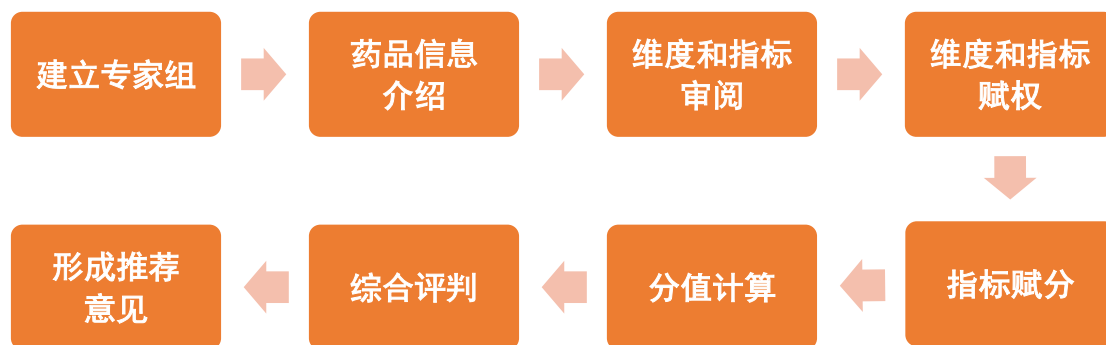 建立专家组
药品信息
介绍
维度和指标
审阅
维度和指标
赋权
指标赋分
分值计算
综合评判
形成推荐
意见